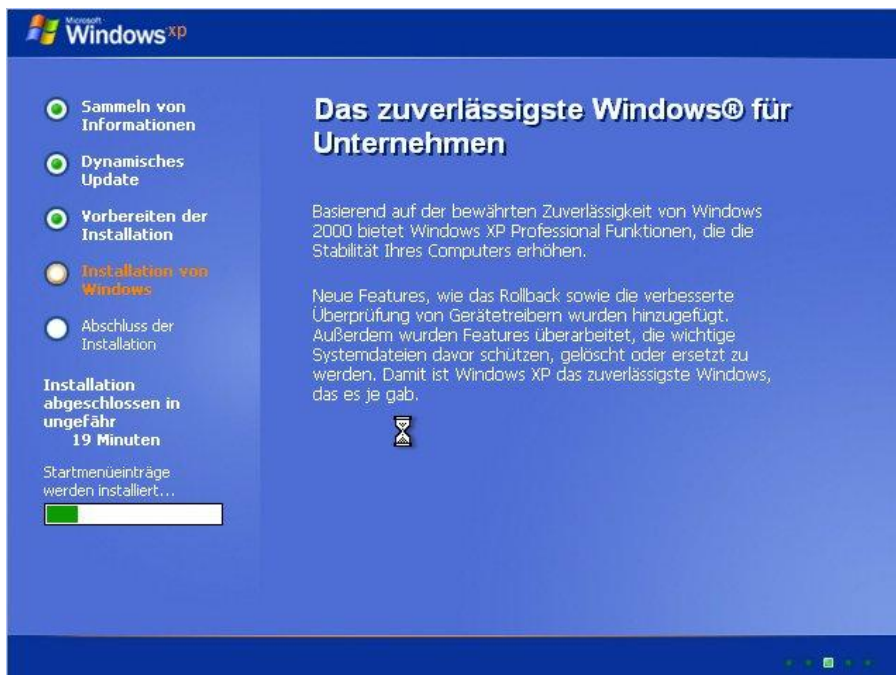 Microsoft
Windows xp
Sammeln von
Informationen
Dynamisches
Update
Vorbereiten der
Installation
Installation von
Windows
Abschluss der
Installation
Installation
abgeschlossen in
ungefähr
19 Minuten
Startmenüeinträge
werden installiert...
Das zuverlässigste Windows® für
Unternehmen
Basierend auf der bewährten Zuverlässigkeit von Windows
2000 bietet Windows XP Professional Funktionen, die die
Stabilität Ihres Computers erhöhen.
Neue Features, wie das Rollback sowie die verbesserte
Überprüfung von Gerätetreibern wurden hinzugefügt.
Außerdem wurden Features überarbeitet, die wichtige
Systemdateien davor schützen, gelöscht oder ersetzt zu
werden. Damit ist Windows XP das zuverlässigste Windows,
das es je gab.